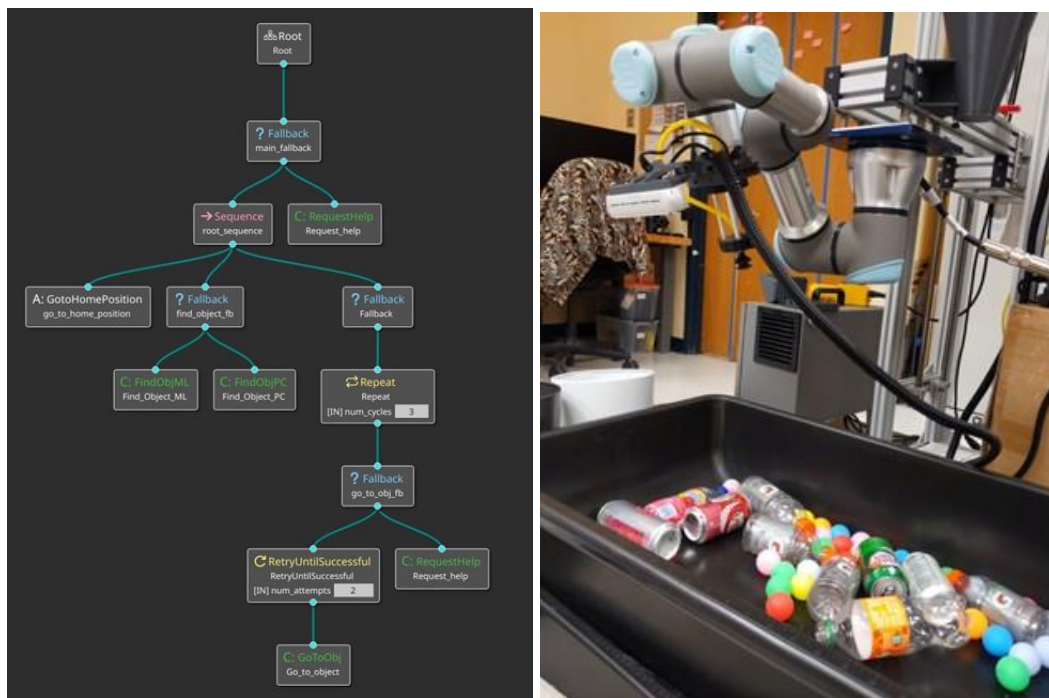 Root
Root
? Fallback
main_fallback
→ Sequence
root_sequence
C: RequestHelp
Request_help
A: GotoHomePosition
go_to_home_position
? Fallback
find_object_fb
? Fallback
Fallback
C: FindObjML
Find_Object_ML
C: FindObjPC
Find_Object_PC
Repeat
Repeat
[IN] num_cycles 3
? Fallback
go_to_obj_fb
RetryUntilSuccessful
RetryUntilSuccessful
[IN] num_attempts 2
C: RequestHelp
Request_help
C: GoToObj
Go_to_object